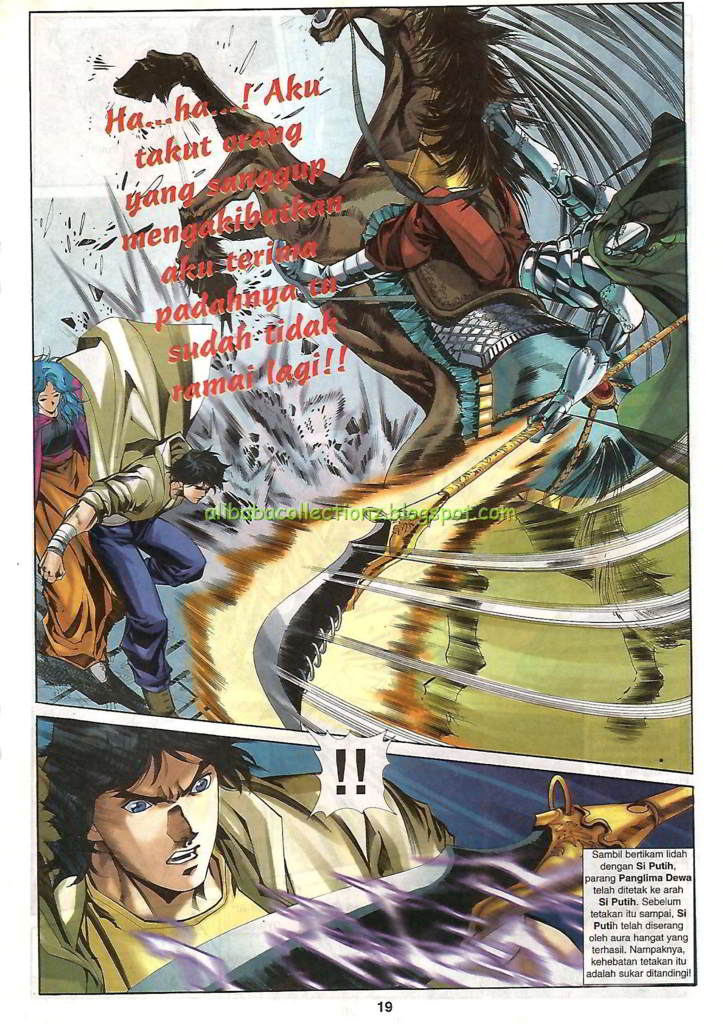 Ha...ha...! Aku
takut orang
yang sanggup
mengakibatkan
aku terima
padahnya tu
sudah tidak
ramai lagi!!
alibabacollectionz.blogspot.com
!!
Sambil bertikam lidah
dengan Si Putih,
parang Panglima Dewa
telah ditetak ke arah
Si Putih. Sebelum
tetakan itu sampai, Si
Putih telah diserang
oleh aura hangat yang
terhasil. Nampaknya,
kehebatan tetakan itu
adalah sukar ditandingi!
19